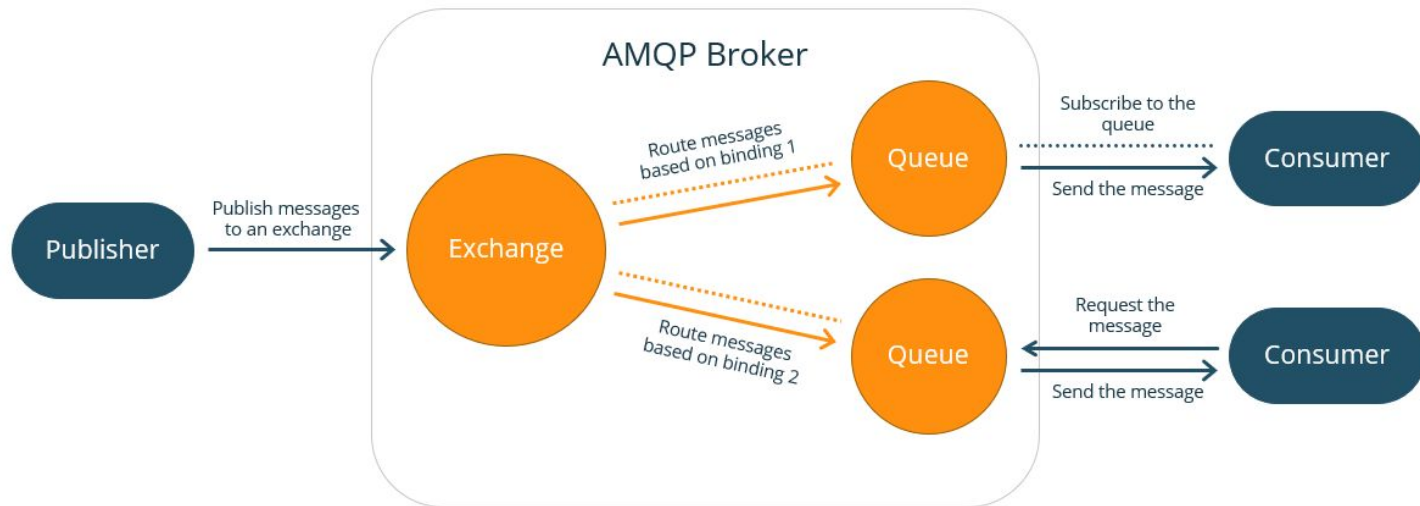 AMQP Broker
Publisher
Publish messages
to an exchange
Exchange
Route messages
based on binding 1
Queue
Subscribe to the
queue
Send the message
Consumer
Route messages
based on binding 2
Queue
Request the
message
Send the message
Consumer